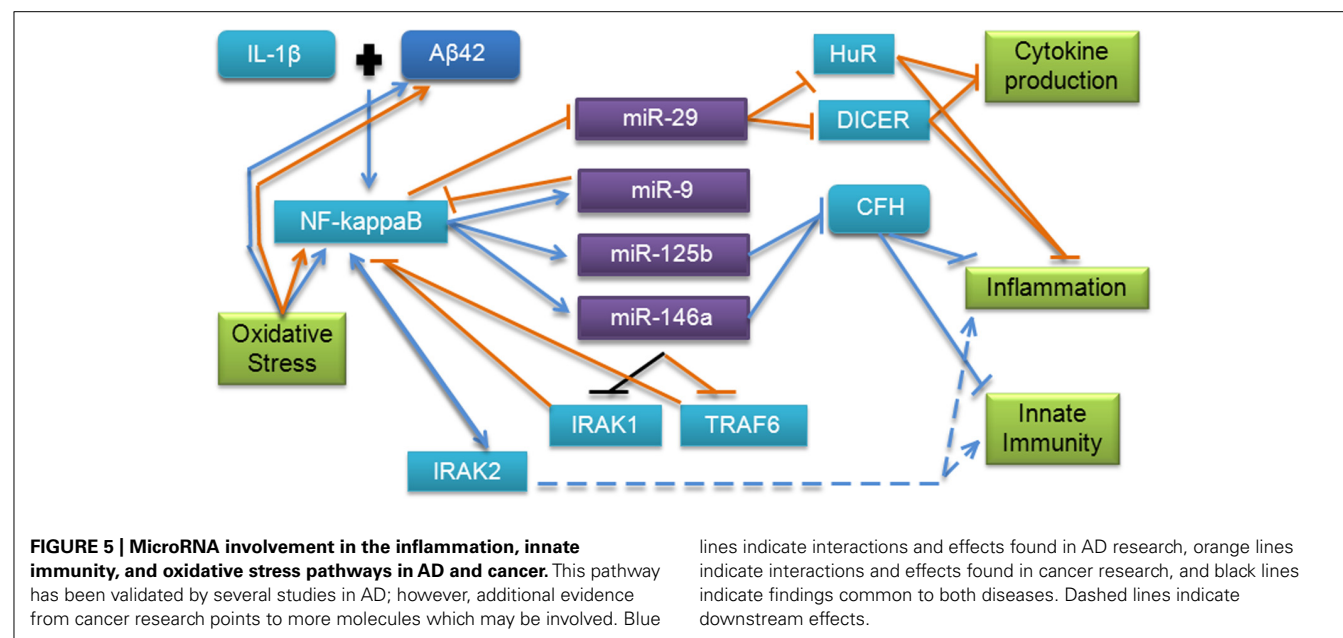 IL-1β
Aβ42
HuR
Cytokine
production
miR-29
DICER
miR-9
NF-kappaB
CFH
miR-125b
miR-146a
Inflammation
Oxidative
Stress
IRAK1
TRAF6
Innate
Immunity
IRAK2
FIGURE 5 | MicroRNA involvement in the inflammation, innate
immunity, and oxidative stress pathways in AD and cancer. This pathway
has been validated by several studies in AD; however, additional evidence
from cancer research points to more molecules which may be involved. Blue
lines indicate interactions and effects found in AD research, orange lines
indicate interactions and effects found in cancer research, and black lines
indicate findings common to both diseases. Dashed lines indicate
downstream effects.